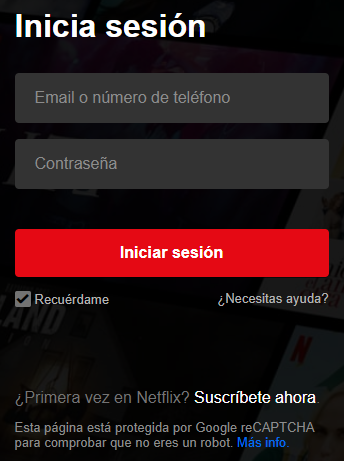 Inicia sesión
Email o número de teléfono
Contraseña
Iniciar sesión
Recuérdame
¿Necesitas ayuda?
¿Primera vez en Netflix? Suscríbete ahora.
Esta página está protegida por Google reCAPTCHA
para comprobar que no eres un robot. Más info.